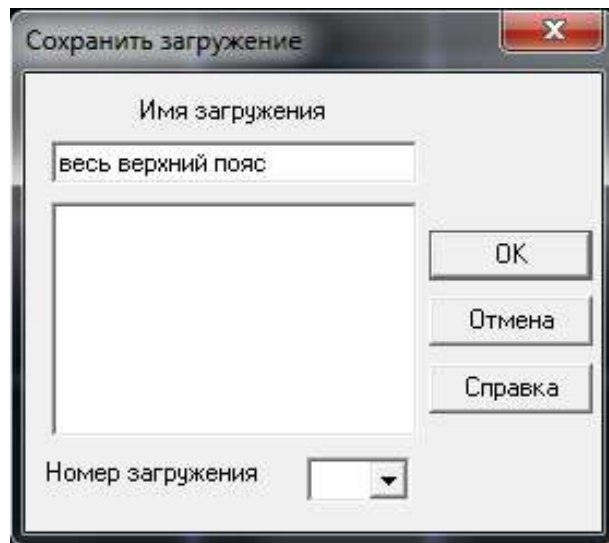 Сохранить загружение
Имя загружения
весь верхний пояс
OK
Отмена
Справка
Номер загружения